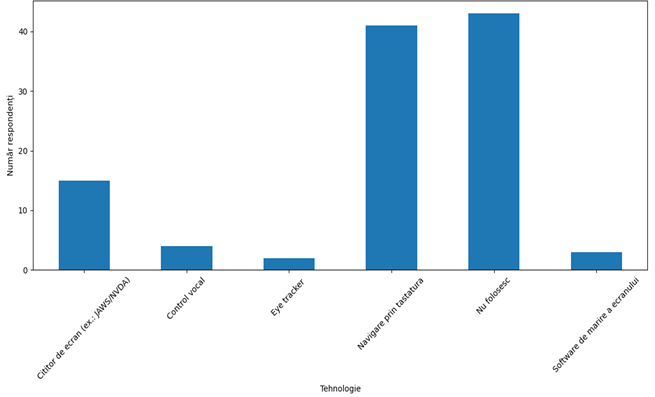 Număr respondenți
40
30
20
10
0
Cititor de ecran (ex.: JAWS/NVDA)
Control vocal
Eye tracker
Navigare prin tastatura
Nu folosesc
Software de marire a ecranului
Tehnologie